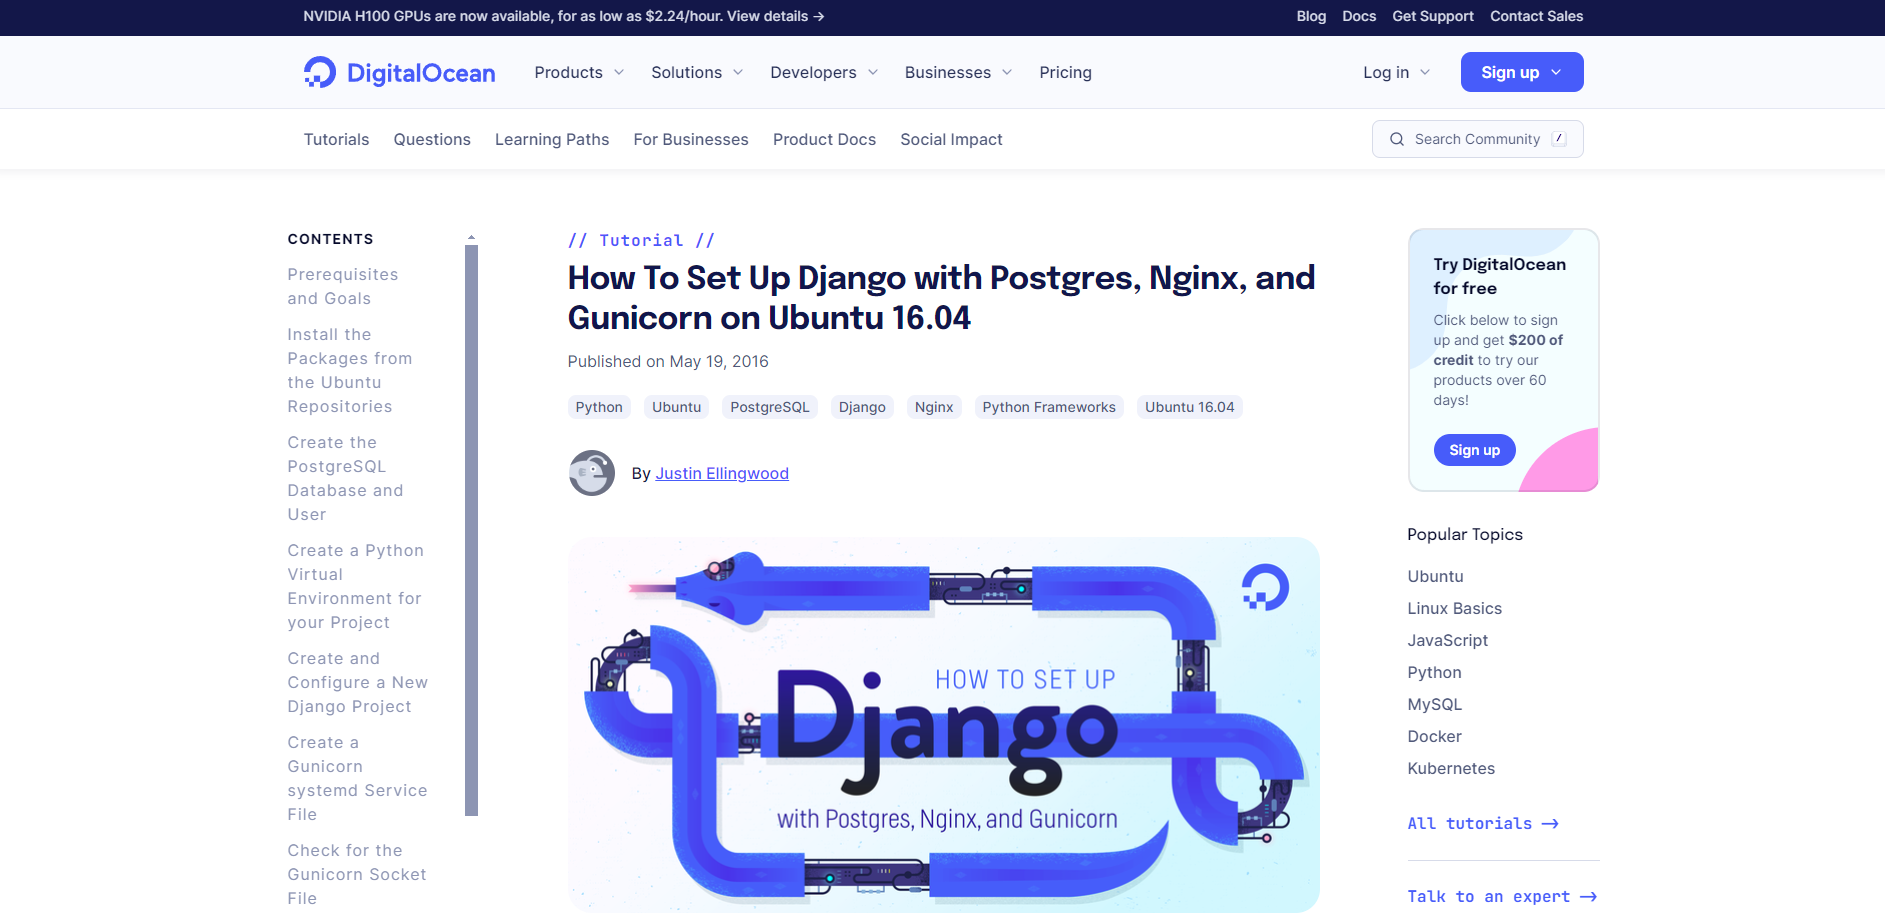 NVIDIA H100 GPUs are now available, for as low as $2.24/hour. View details →
Blog Docs Get Support Contact Sales
DigitalOcean Products Solutions Developers Businesses Pricing Log in Sign up
Tutorials Questions Learning Paths For Businesses Product Docs Social Impact Search Community /
CONTENTS
Prerequisites
and Goals
Install the
Packages from
the Ubuntu
Repositories
Create the
PostgreSQL
Database and
User
Create a Python
Virtual
Environment for
your Project
Create and
Configure a New
Django Project
Create a
Gunicorn
systemd Service
File
Check for the
Gunicorn Socket
File
// Tutorial //
How To Set Up Django with Postgres, Nginx, and
Gunicorn on Ubuntu 16.04
Published on May 19, 2016
Python Ubuntu PostgreSQL Django Nginx Python Frameworks Ubuntu 16.04
By Justin Ellingwood
HOW TO SET UP
Django
with Postgres, Nginx, and Gunicorn
Try DigitalOcean
for free
Click below to sign
up and get $200 of
credit to try our
products over 60
days!
Sign up
Popular Topics
Ubuntu
Linux Basics
JavaScript
Python
MySQL
Docker
Kubernetes
All tutorials →
Talk to an expert →